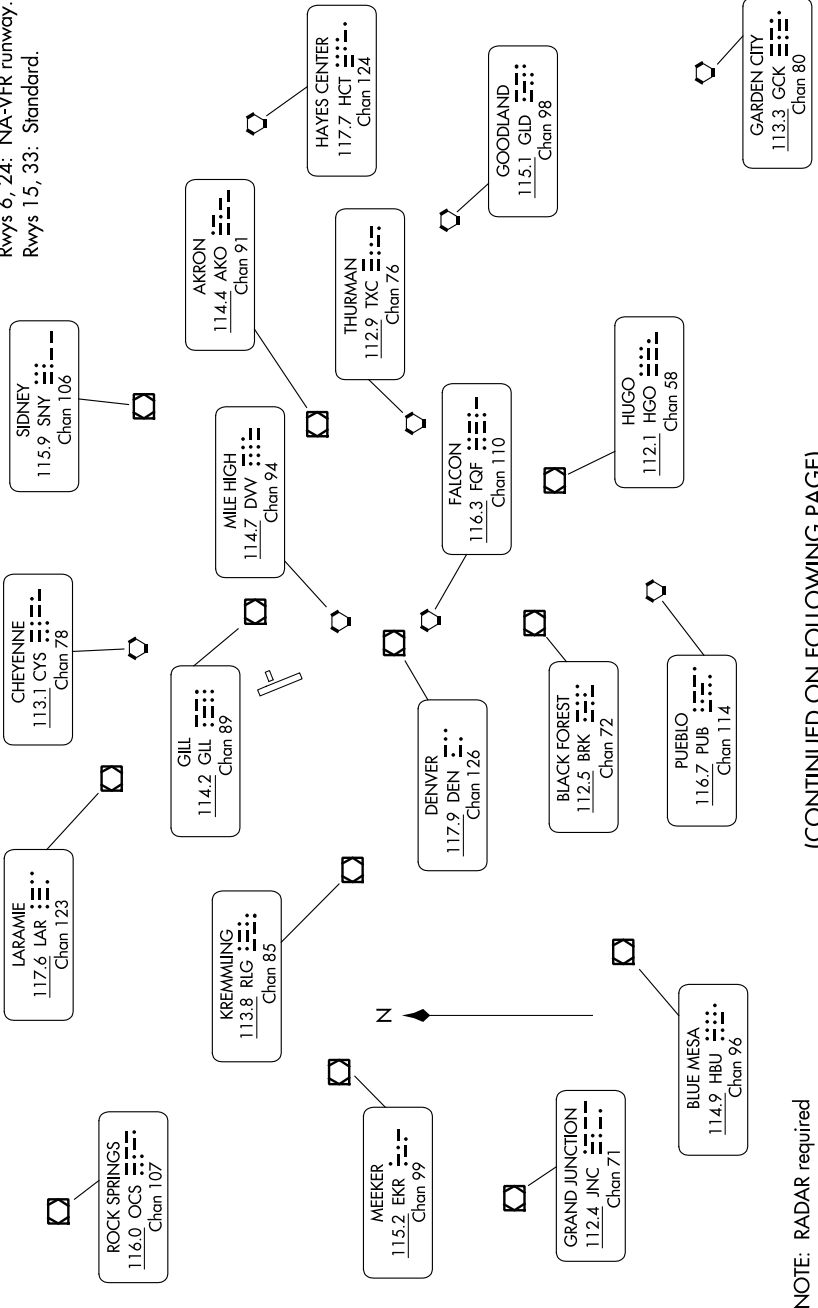 Rwys 6, 24: NA-VFR runway.
Rwys 15, 33: Standard.
LARAMIE
117.6 LAR
Chan 123
CHEYENNE
113.1 CYS
Chan 78
SIDNEY
115.9 SNY
Chan 106
ROCK SPRINGS
116.0 OCS
Chan 107
GILL
114.2 GLL
Chan 89
AKRON
114.4 AKO
Chan 91
KREMMLING
113.8 RLG
Chan 85
MILE HIGH
114.7 DVV
Chan 94
HAYES CENTER
117.7 HCT
Chan 124
THURMAN
112.9 TXC
Chan 76
MEEKER
115.2 EKR
Chan 99
N
DENVER
117.9 DEN
Chan 126
FALCON
116.3 FQF
Chan 110
GOODLAND
115.1 GLD
Chan 98
GRAND JUNCTION
112.4 JNC
Chan 71
BLACK FOREST
112.5 BRK
Chan 72
HUGO
112.1 HGO
Chan 58
BLUE MESA
114.9 HBU
Chan 96
PUEBLO
116.7 PUB
Chan 114
GARDEN CITY
113.3 GCK
Chan 80
NOTE: RADAR required
(CONTINUED ON FOLLOWING PAGE)